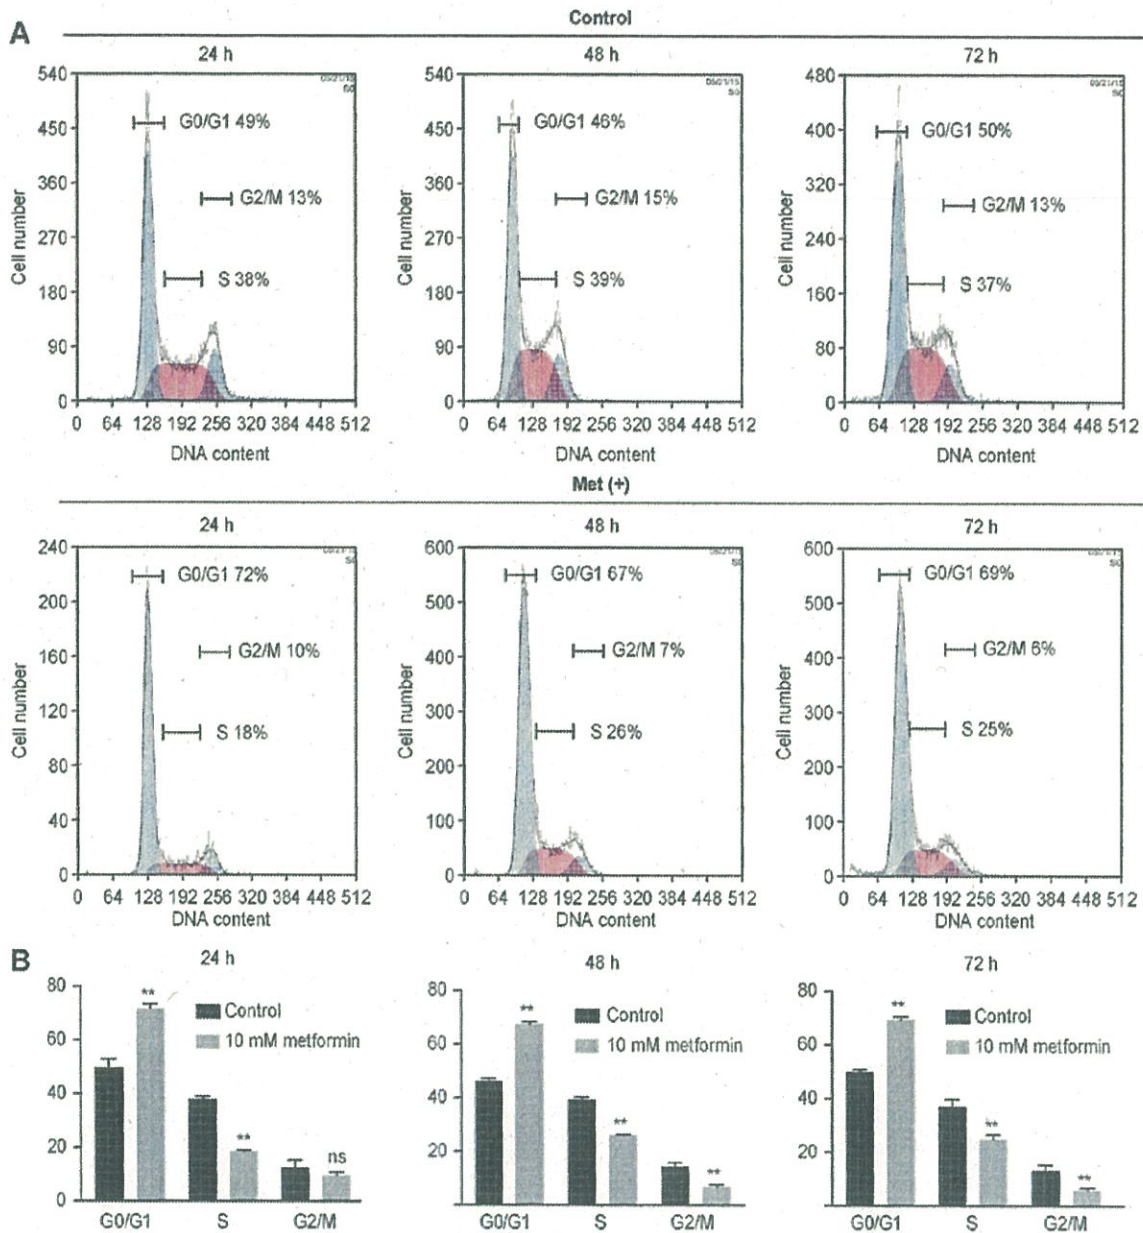 A
Control
24 h
48 h
72 h
540
450
360
270
180
90
0
Cell number
G0/G1 49%
G2/M 13%
S 38%
0 64 128 192 256 320 384 448 512
DNA content
540
450
360
270
180
90
0
Cell number
G0/G1 46%
G2/M 15%
S 39%
0 64 128 192 256 320 384 448 512
DNA content
480
400
320
240
160
80
0
Cell number
G0/G1 50%
G2/M 13%
S 37%
0 64 128 192 256 320 384 448 512
DNA content
Met (+)
24 h
48 h
72 h
240
200
160
120
80
40
0
Cell number
G0/G1 72%
G2/M 10%
S 18%
0 64 128 192 256 320 384 448 512
DNA content
600
500
400
300
200
100
0
Cell number
G0/G1 67%
G2/M 7%
S 26%
0 64 128 192 256 320 384 448 512
DNA content
600
500
400
300
200
100
0
Cell number
G0/G1 69%
G2/M 6%
S 25%
0 64 128 192 256 320 384 448 512
DNA content
B
24 h
80
60
40
20
0
**
**
ns
Control
10 mM metformin
G0/G1 S G2/M
48 h
80
60
40
20
**
**
**
Control
10 mM metformin
G0/G1 S G2/M
72 h
80
60
40
20
**
**
**
Control
10 mM metformin
G0/G1 S G2/M